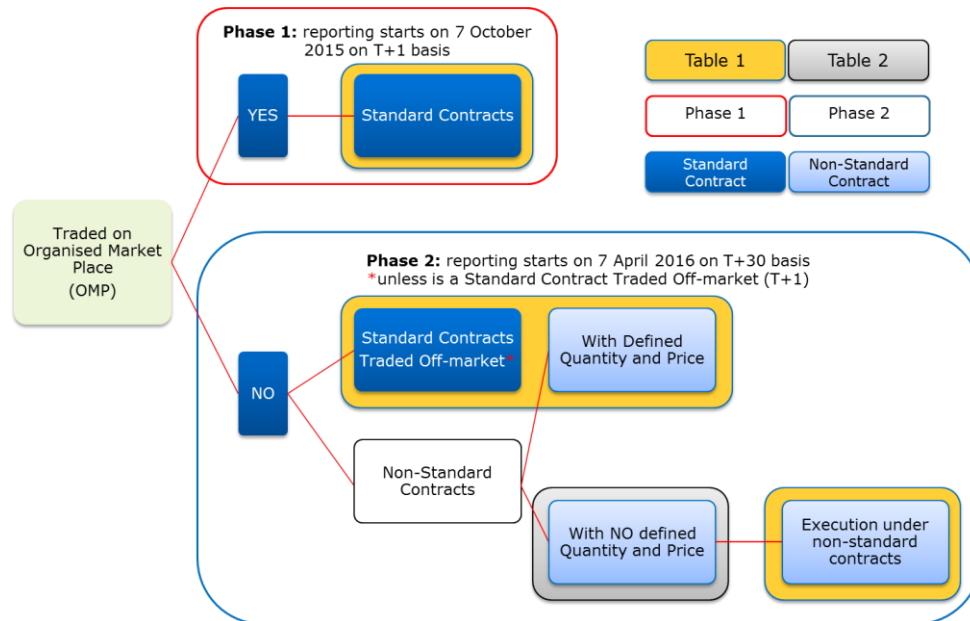 Phase 1: reporting starts on 7 October
2015 on T+1 basis
YES
Standard Contracts
Table 1
Table 2
Phase 1
Phase 2
Standard
Contract
Non-Standard
Contract
Traded on
Organised Market
Place
(OMP)
Phase 2: reporting starts on 7 April 2016 on T+30 basis
*unless is a Standard Contract Traded Off-market (T+1)
NO
Standard Contracts
Traded Off-market*
With Defined
Quantity and Price
Non-Standard
Contracts
With NO defined
Quantity and Price
Execution under
non-standard
contracts